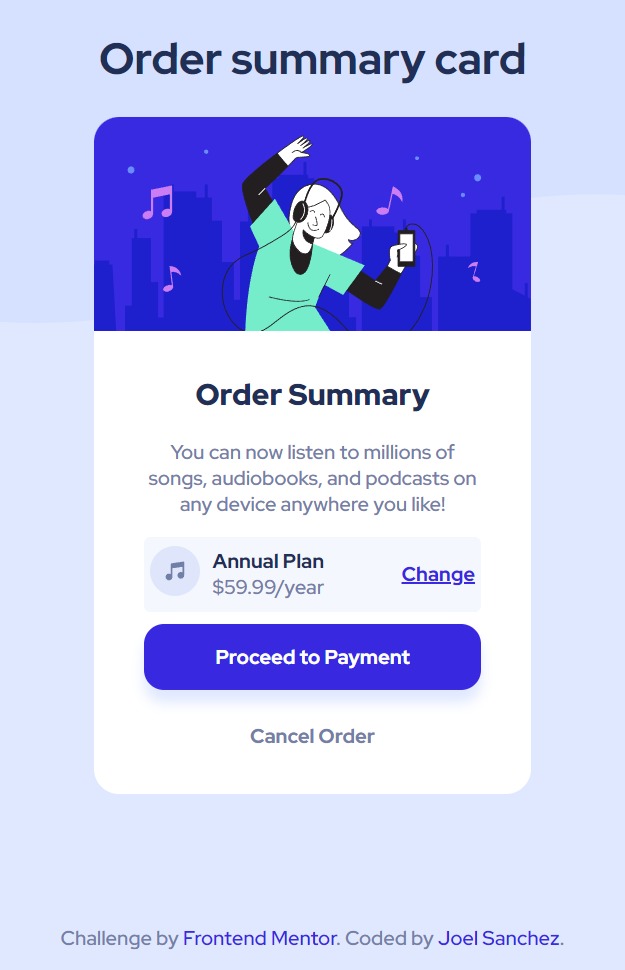 Order summary card
Order Summary
You can now listen to millions of
songs, audiobooks, and podcasts on
any device anywhere you like!
Annual Plan
$59.99/year
Change
Proceed to Payment
Cancel Order
Challenge by Frontend Mentor. Coded by Joel Sanchez.